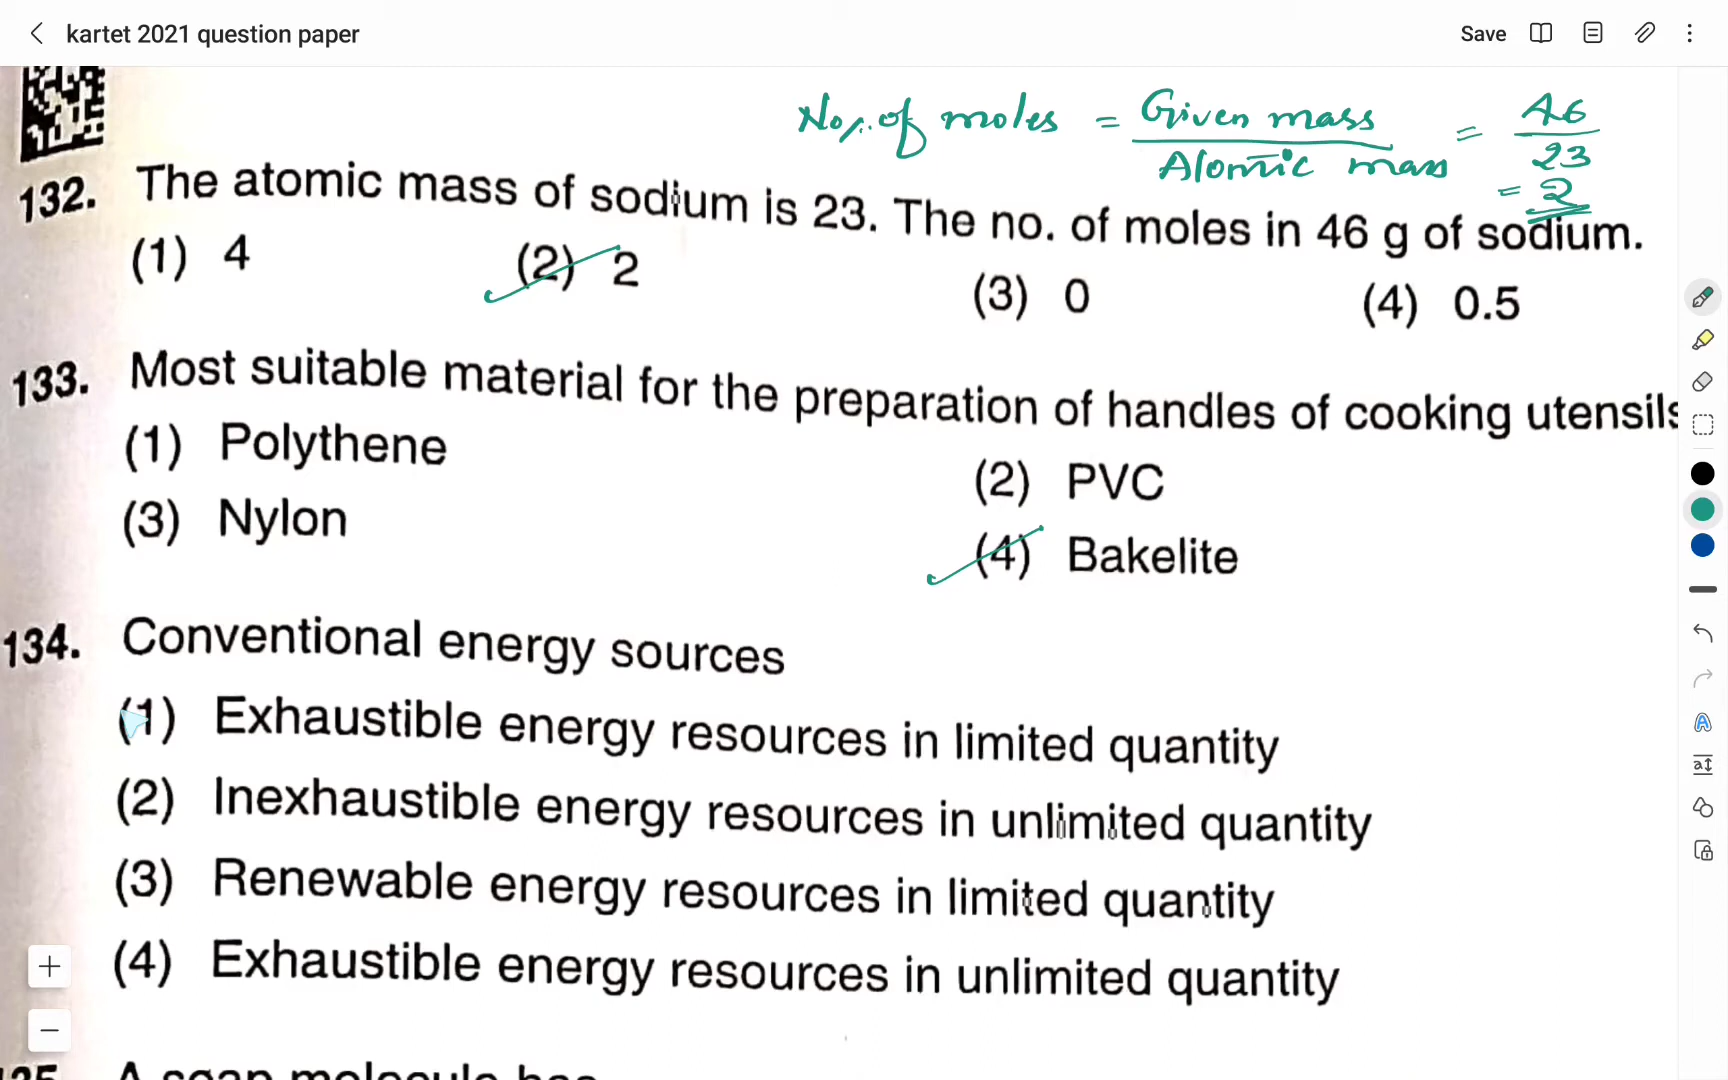 kartet 2021 question paper
Save
No. of moles = Given mass / Atomic mass = 46 / 23
= 2
132. The atomic mass of sodium is 23. The no. of moles in 46 g of sodium.
(1) 4 (2) 2 (3) 0 (4) 0.5
133. Most suitable material for the preparation of handles of cooking utensils
(1) Polythene (2) PVC
(3) Nylon (4) Bakelite
134. Conventional energy sources
(1) Exhaustible energy resources in limited quantity
(2) Inexhaustible energy resources in unlimited quantity
(3) Renewable energy resources in limited quantity
(4) Exhaustible energy resources in unlimited quantity
A soap molecule has